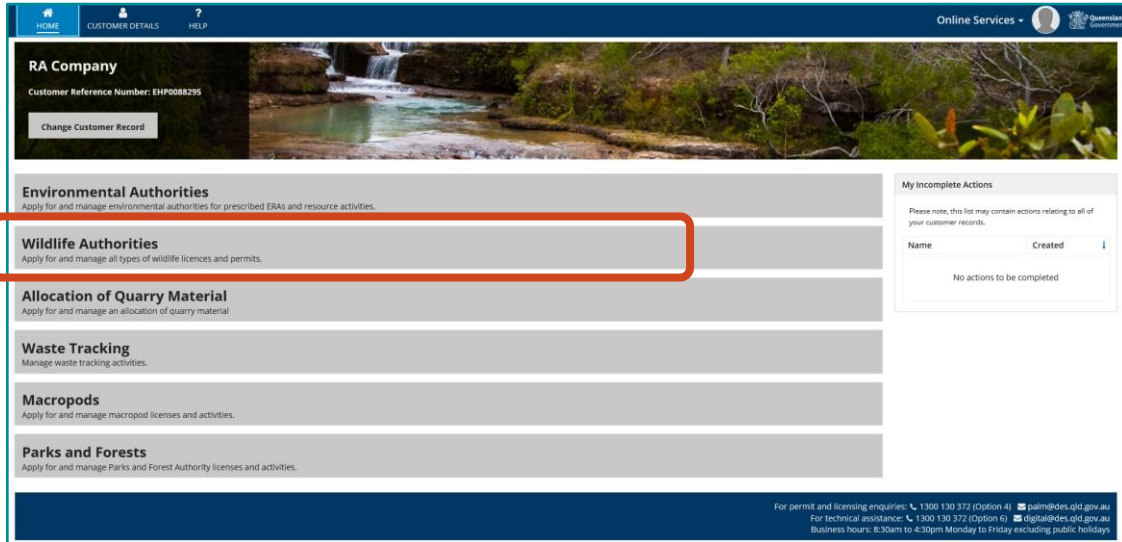 HOME
CUSTOMER DETAILS
?
HELP
Online Services
Queenslan
Governmen
RA Company
Customer Reference Number: EHP0088295
Change Customer Record
Environmental Authorities
Apply for and manage environmental authorities for prescribed ERAs and resource activities.
Wildlife Authorities
Apply for and manage all types of wildlife licences and permits.
Allocation of Quarry Material
Apply for and manage an allocation of quarry material
Waste Tracking
Manage waste tracking activities.
Macropods
Apply for and manage macropod licenses and activities.
Parks and Forests
Apply for and manage Parks and Forest Authority licenses and activities.
My Incomplete Actions
Please note, this list may contain actions relating to all of
your customer records.
Name Created
No actions to be completed
For permit and licensing enquiries: 1300 130 372 (Option 4) palm@des.qld.gov.au
For technical assistance: 1300 130 372 (Option 6) digital@des.qld.gov.au
Business hours: 8:30am to 4:30pm Monday to Friday excluding public holidays